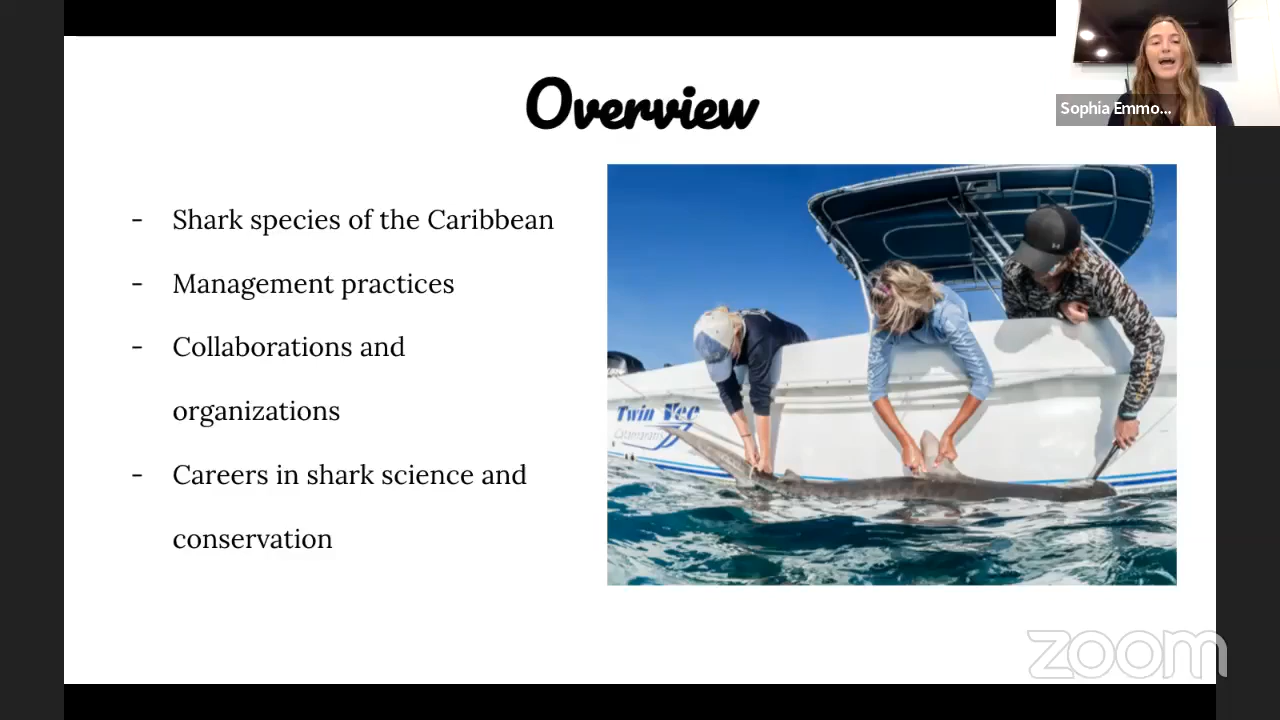 Overview
Sophia Emmo...
- Shark species of the Caribbean
- Management practices
- Collaborations and
organizations
- Careers in shark science and
conservation
Twin Vee
Catamarans
zoom